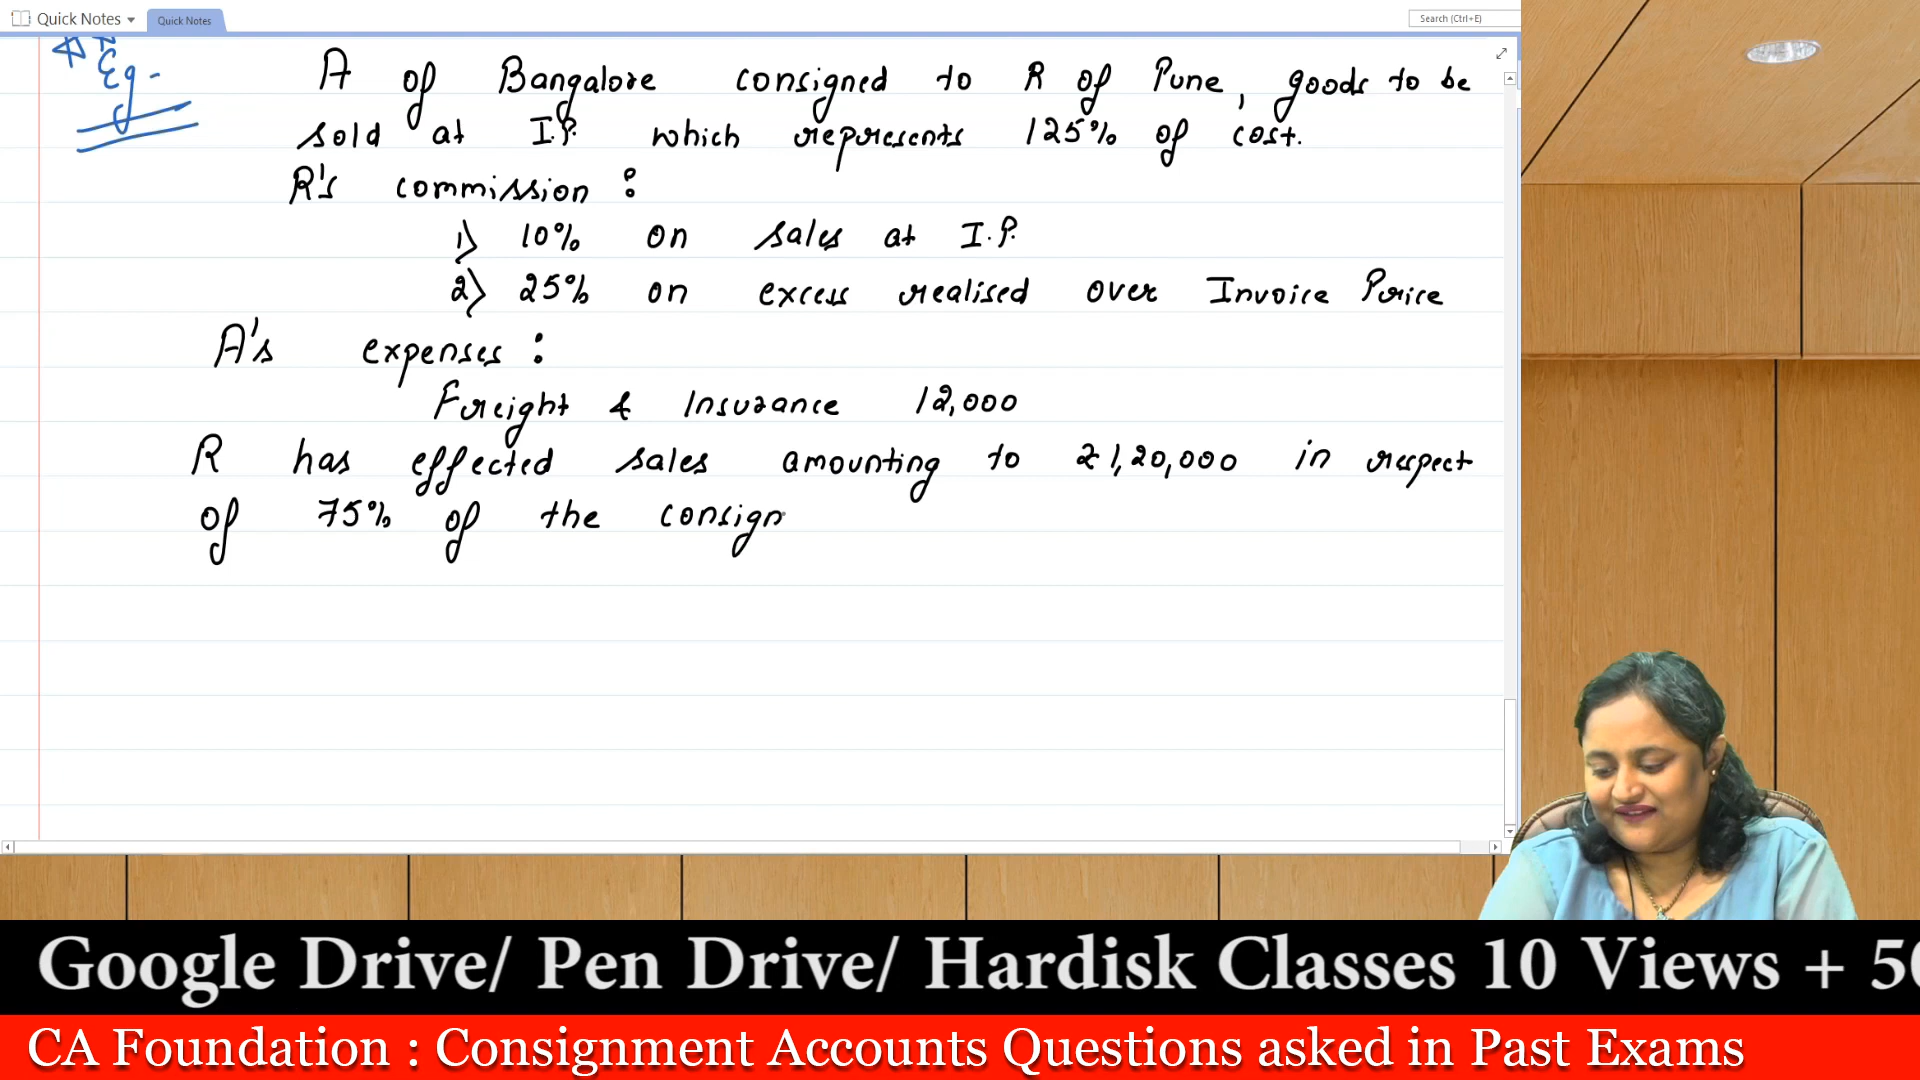 Quick Notes
Quick Notes
Search (Ctrl+E)
Eg -
A of Bangalore consigned to R of Pune, goods to be
sold at I.P. which represents 125% of cost.
R's commission :
1) 10% on sales at I.P.
2) 25% on excess realised over Invoice Price
A's expenses :
Freight & Insurance 12,000
R has effected sales amounting to 21,20,000 in respect
of 75% of the consign
Google Drive/ Pen Drive/ Hardisk Classes 10 Views + 50
CA Foundation : Consignment Accounts Questions asked in Past Exams